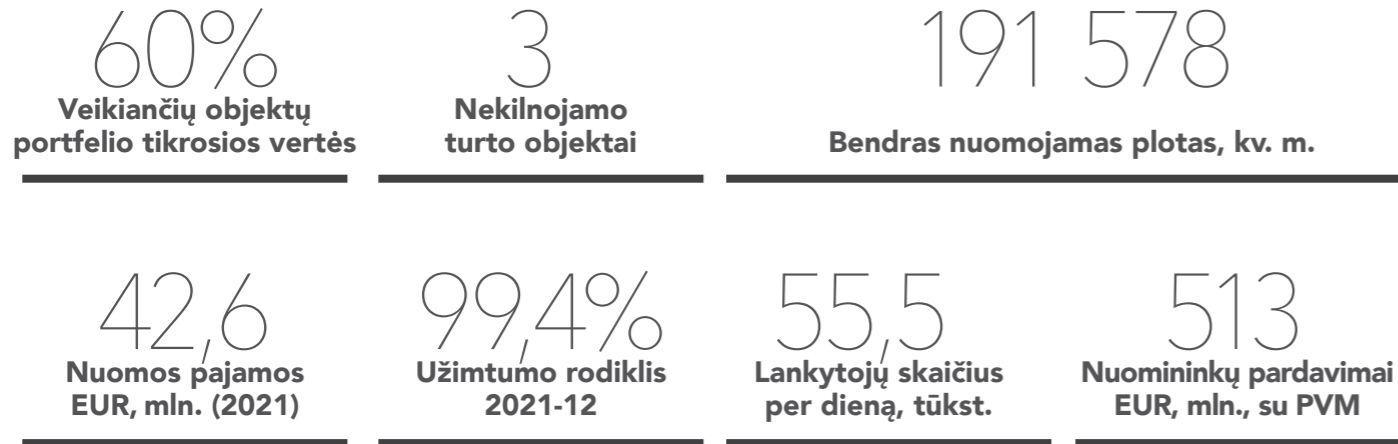 60%
Veikiančių objektų
portfelio tikrosios vertės
3
Nekilnojamo
turto objektai
191 578
Bendras nuomojamas plotas, kv. m.
42,6
Nuomos pajamos
EUR, mln. (2021)
99,4%
Užimtumo rodiklis
2021-12
55,5
Lankytojų skaičius
per dieną, tūkst.
513
Nuomininkų pardavimai
EUR, mln., su PVM